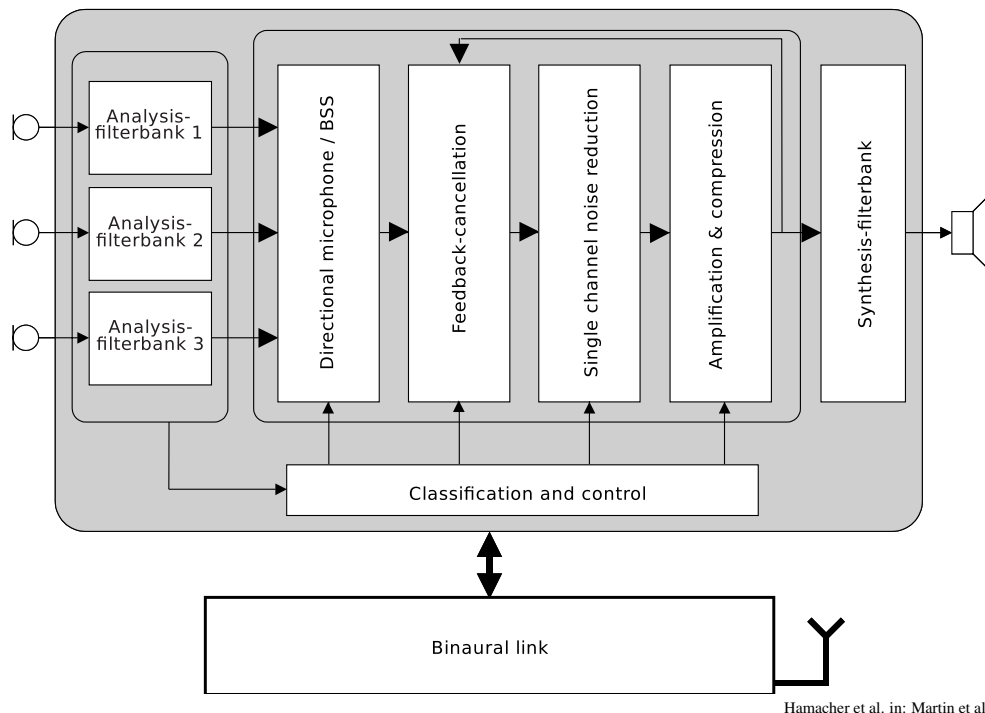 Analysis-
filterbank 1
Analysis-
filterbank 2
Analysis-
filterbank 3
Directional microphone / BSS
Feedback-cancellation
Single channel noise reduction
Amplification & compression
Synthesis-filterbank
Classification and control
Binaural link
Hamacher et al. in: Martin et al